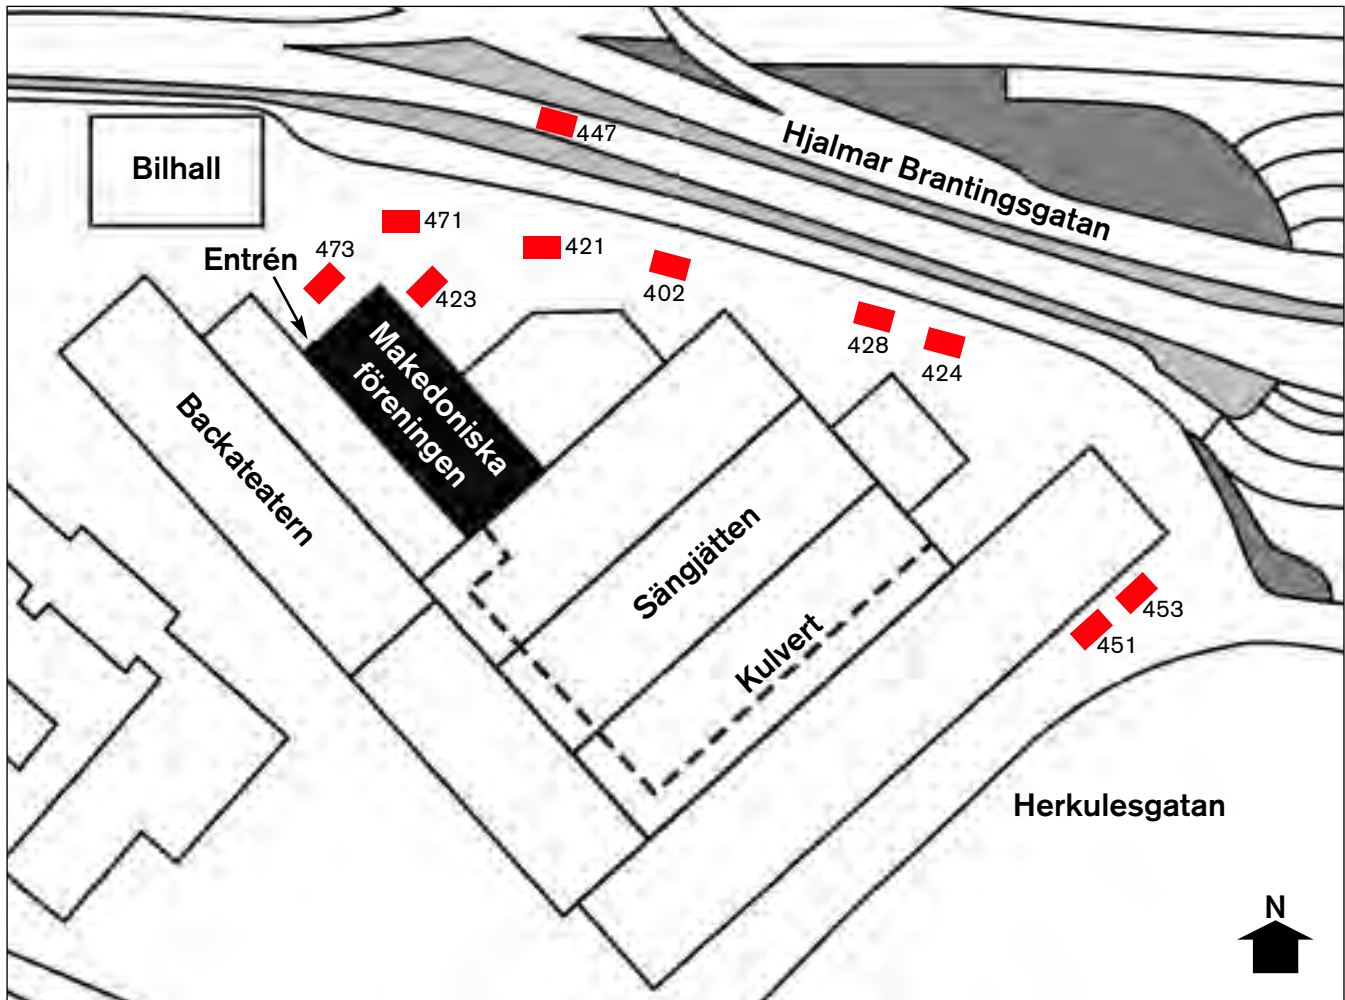 447
Hjalmar Brantingsgatan
Bilhall
471
473
Entrén
421
423
402
428
424
Makedoniska
föreningen
Backateatern
Sängjätten
Kulvert
453
451
Herkulesgatan
N